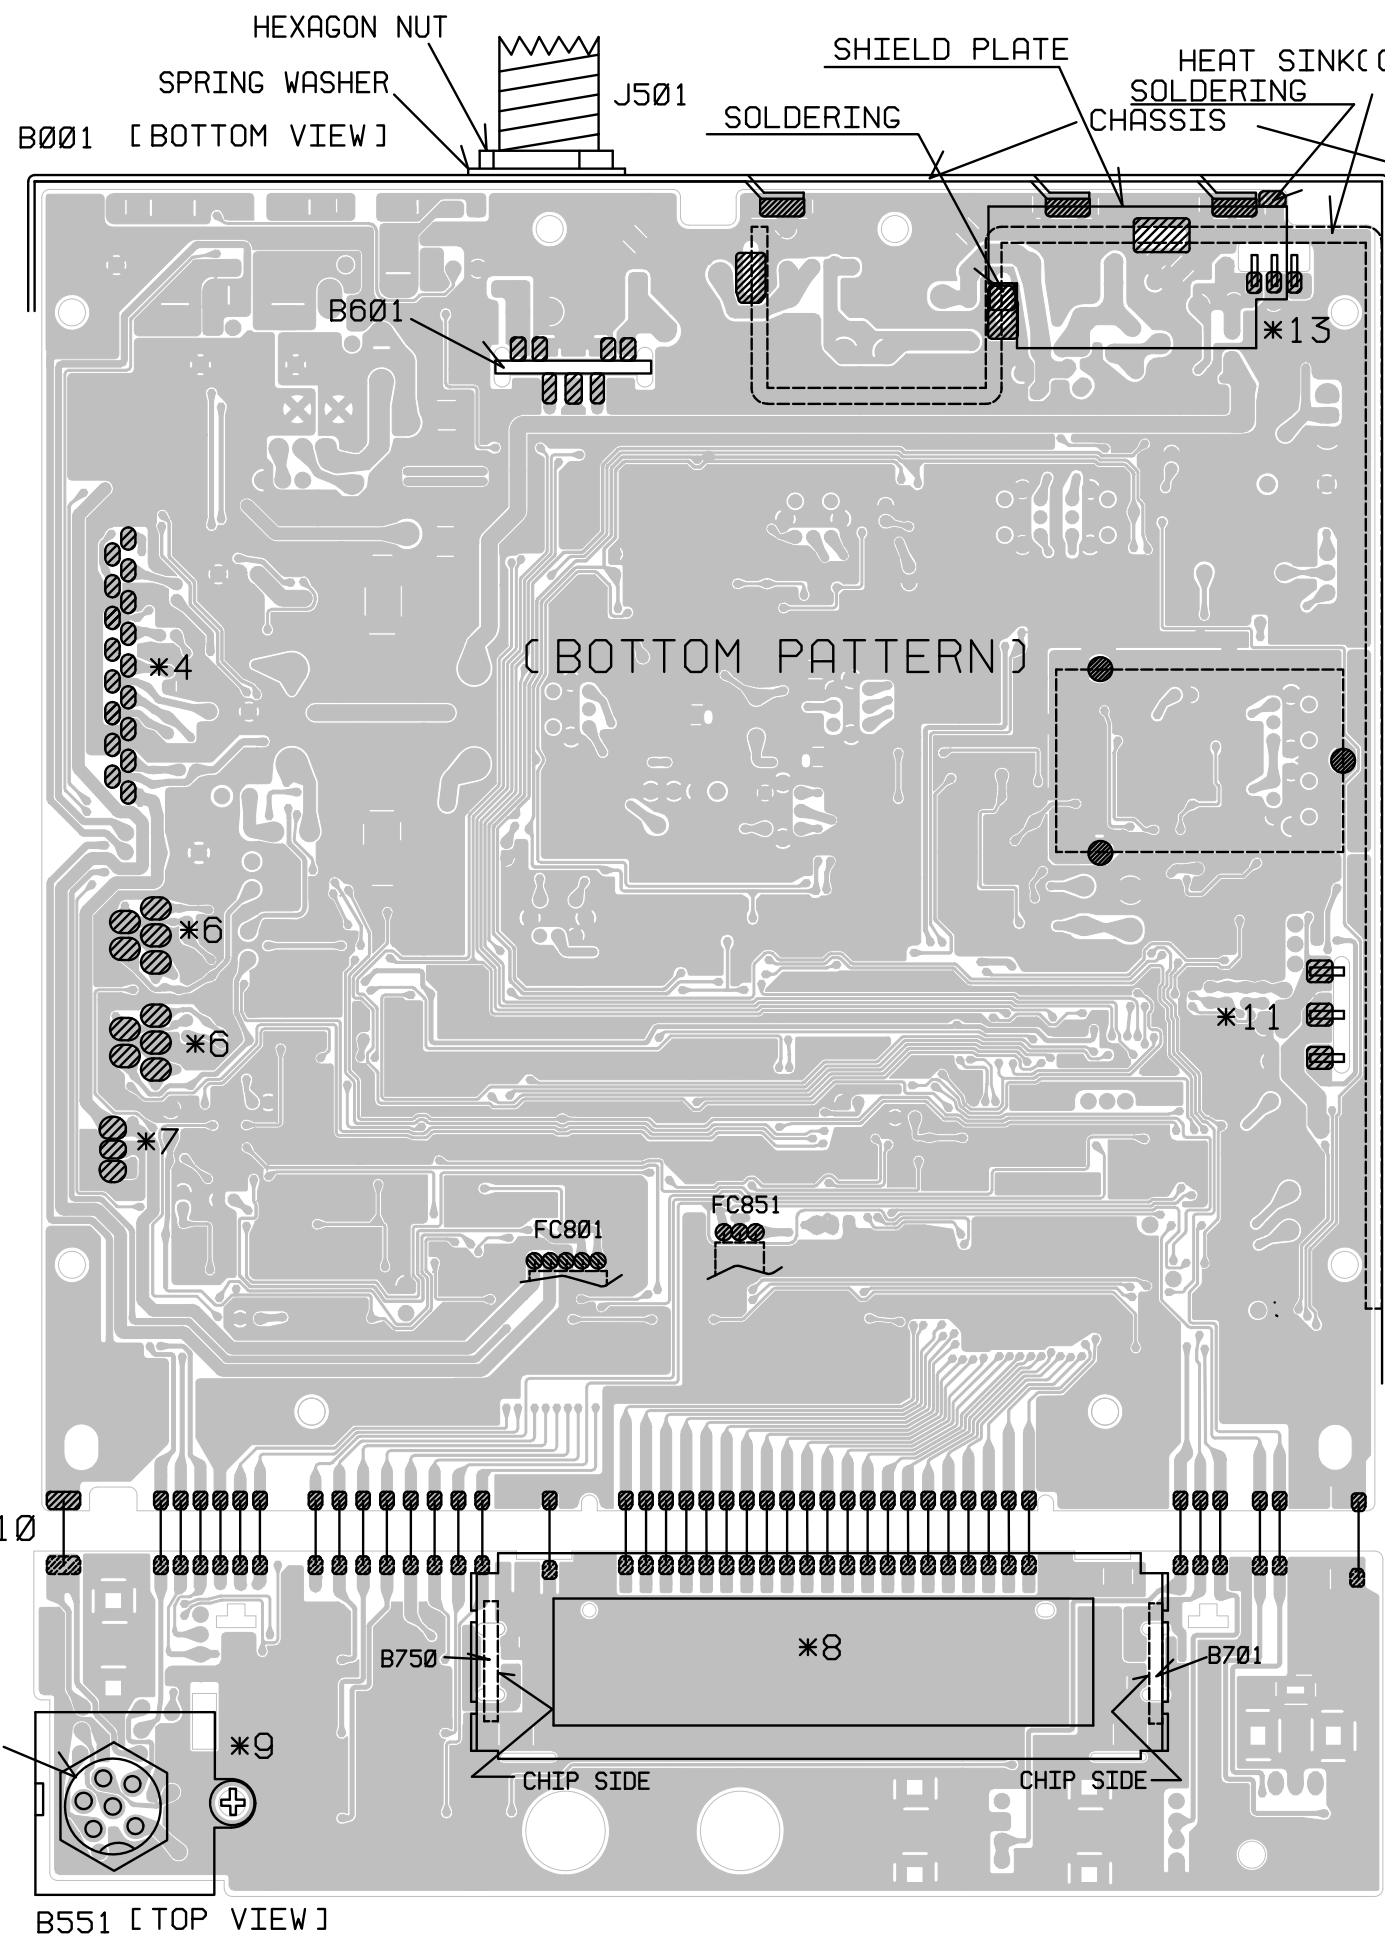 HEXAGON NUT
SHIELD PLATE
HEAT SINK(
SPRING WASHER
J501
SOLDERING
SOLDERING
CHASSIS
BØØ1 [BOTTOM VIEW]
B6Ø1
*13
(BOTTOM PATTERN)
*4
*6
*11
*6
*7
FC851
FC8Ø1
1Ø
*8
B75Ø
B7Ø1
*9
CHIP SIDE
CHIP SIDE
B551 [TOP VIEW]